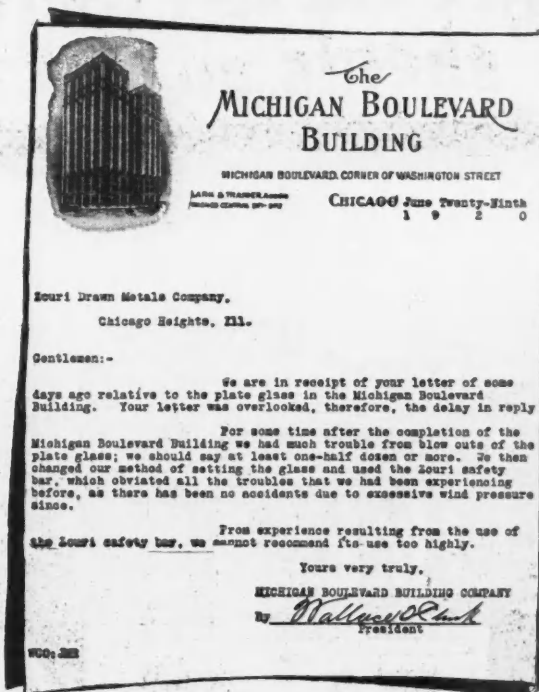 The
MICHIGAN BOULEVARD
BUILDING
MICHIGAN BOULEVARD, CORNER OF WASHINGTON STREET
CHICAGO June Twenty-Ninth
1 9 2 0
Zouri Drawn Metals Company,
Chicago Heights, Ill.
Gentlemen:-
We are in receipt of your letter of some
days ago relative to the plate glass in the Michigan Boulevard
Building. Your letter was overlooked, therefore, the delay in reply
For some time after the completion of the
Michigan Boulevard Building we had much trouble from blow outs of the
plate glass; we should say at least one-half dozen or more. We then
changed our method of setting the glass and used the Zouri safety
bar, which obviated all the troubles that we had been experiencing
before, as there has been no accidents due to excessive wind pressure
since.
From experience resulting from the use of
the Zouri safety bar, we cannot recommend its use too highly.
Yours very truly,
MICHIGAN BOULEVARD BUILDING COMPANY
By Wallace
President